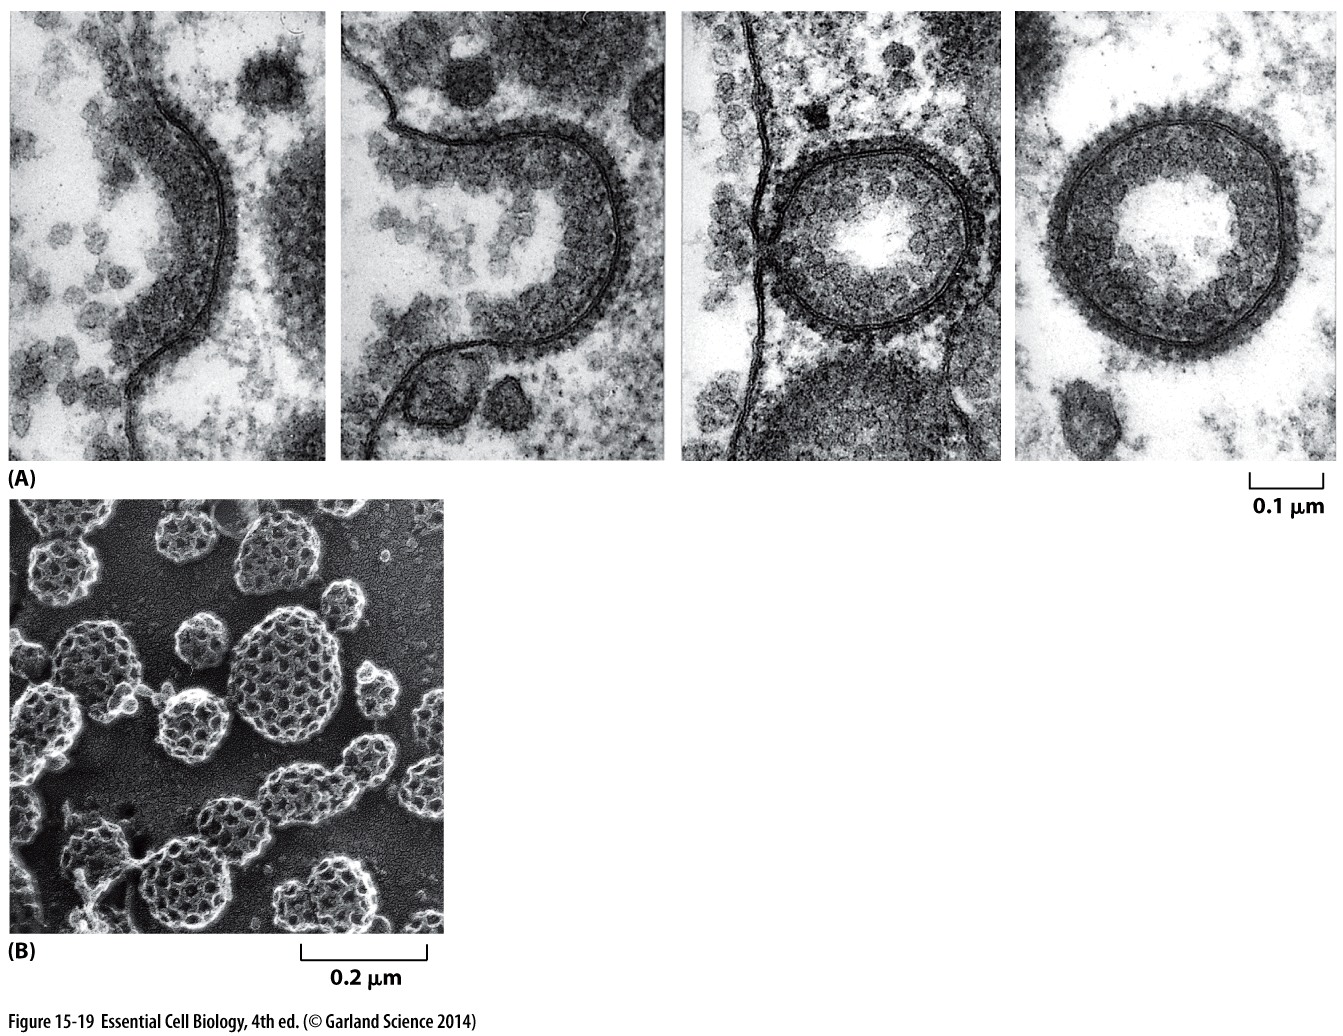 (A)
0.1 μm
(B)
0.2 μm
Figure 15-19 Essential Cell Biology, 4th ed. (© Garland Science 2014)